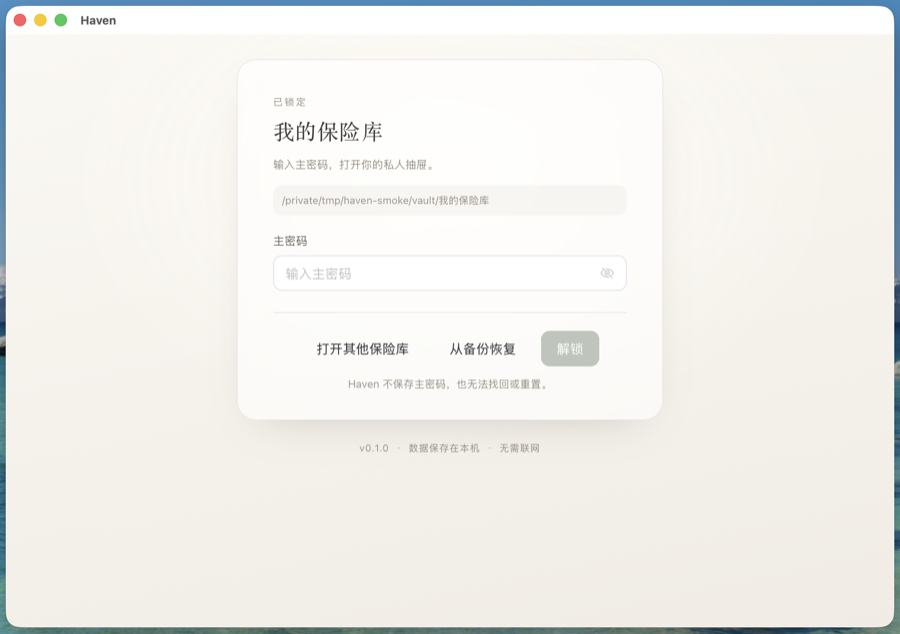 Haven
已锁定
我的保险库
输入主密码，打开你的私人抽屉。
/private/tmp/haven-smoke/vault/我的保险库
主密码
输入主密码
打开其他保险库 从备份恢复 解锁
Haven 不保存主密码，也无法找回或重置。
v0.1.0 · 数据保存在本机 · 无需联网